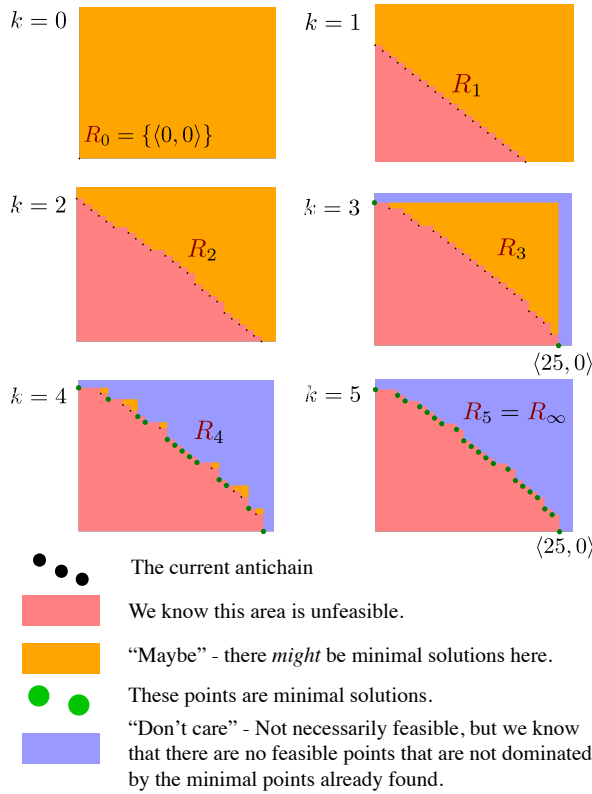 k = 0
R₀ = {⟨0, 0⟩}
k = 1
R₁
k = 2
R₂
k = 3
R₃
⟨25, 0⟩
k = 4
R₄
k = 5
R₅ = R∞
⟨25, 0⟩
The current antichain
We know this area is unfeasible.
“Maybe” - there might be minimal solutions here.
These points are minimal solutions.
“Don’t care” - Not necessarily feasible, but we know
that there are no feasible points that are not dominated
by the minimal points already found.